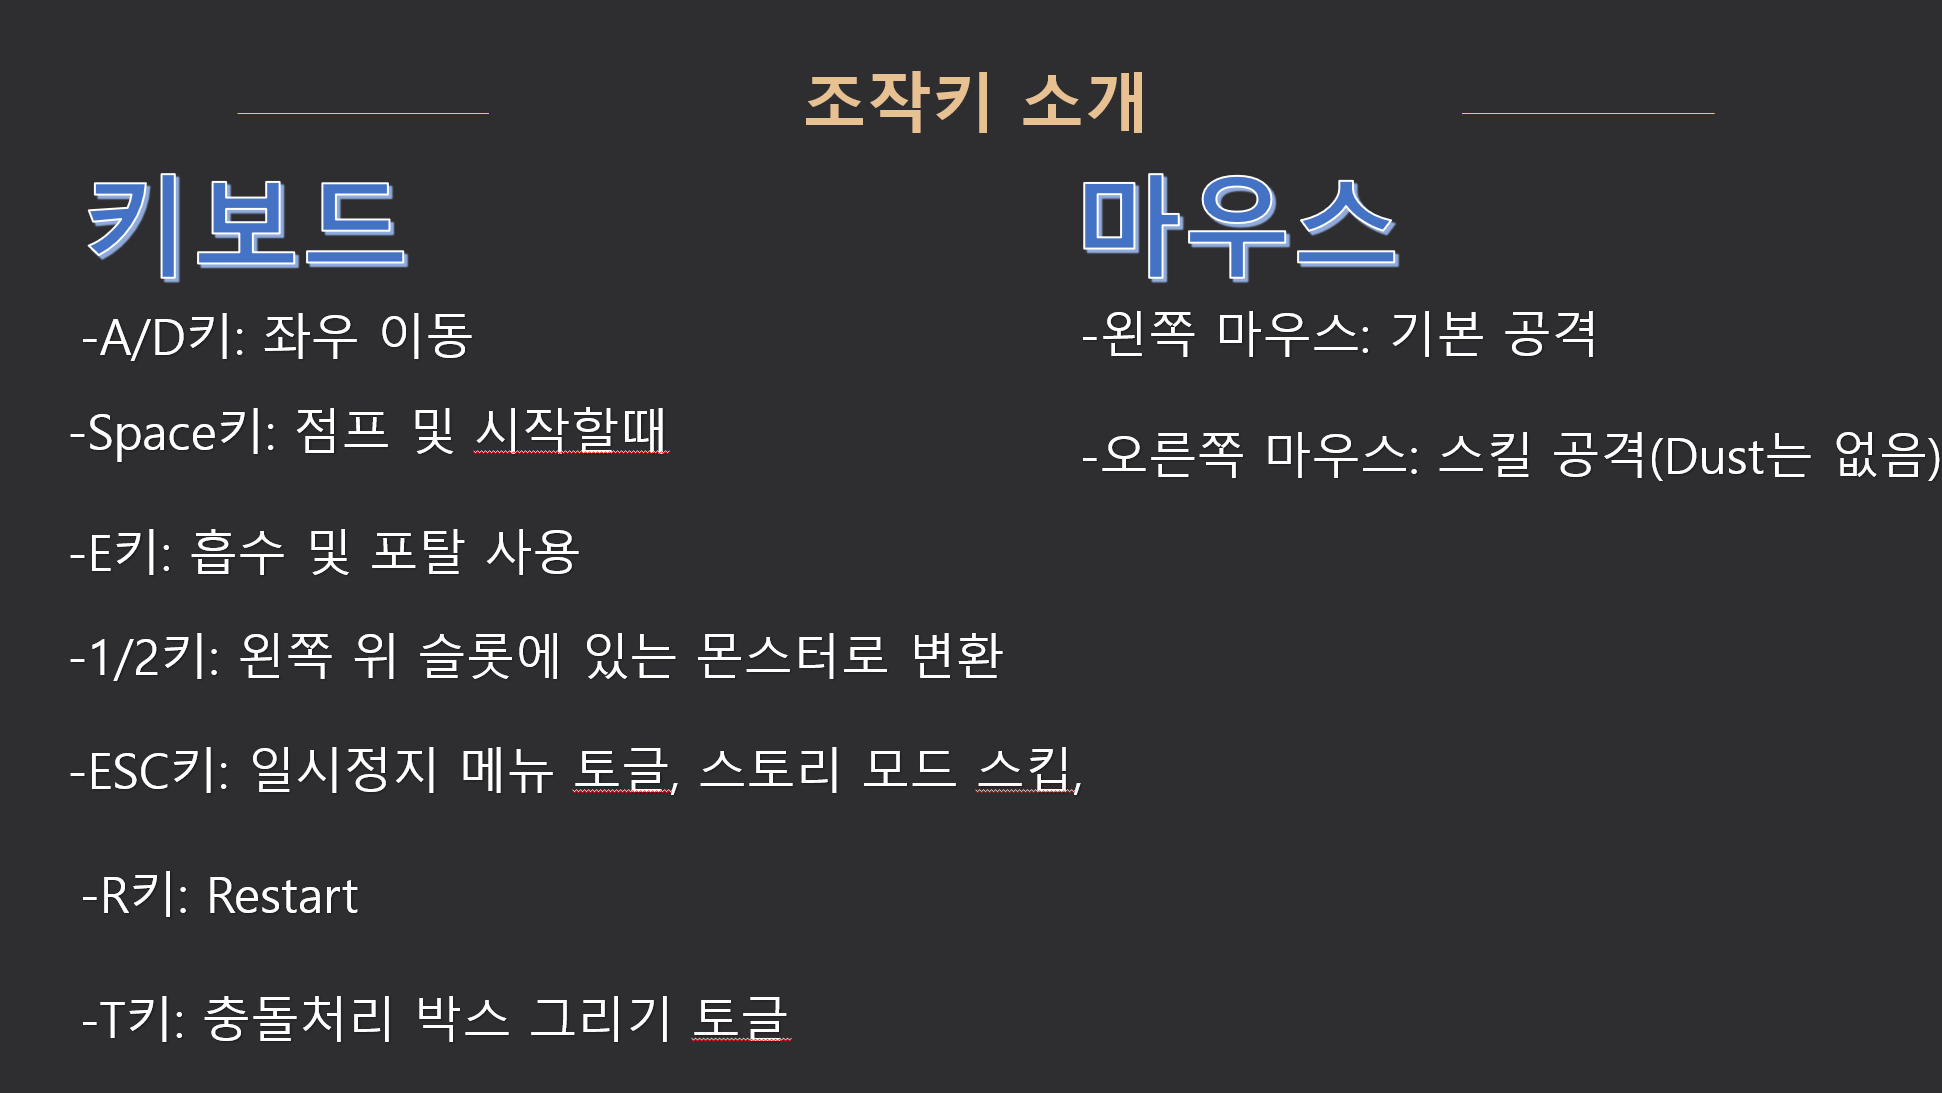 조작키 소개
키보드
-A/D키: 좌우 이동
-Space키: 점프 및 시작할때
-E키: 흡수 및 포탈 사용
-1/2키: 왼쪽 위 슬롯에 있는 몬스터로 변환
-ESC키: 일시정지 메뉴 토글, 스토리 모드 스킵,
-R키: Restart
-T키: 충돌처리 박스 그리기 토글
마우스
-왼쪽 마우스: 기본 공격
-오른쪽 마우스: 스킬 공격(Dust는 없음)